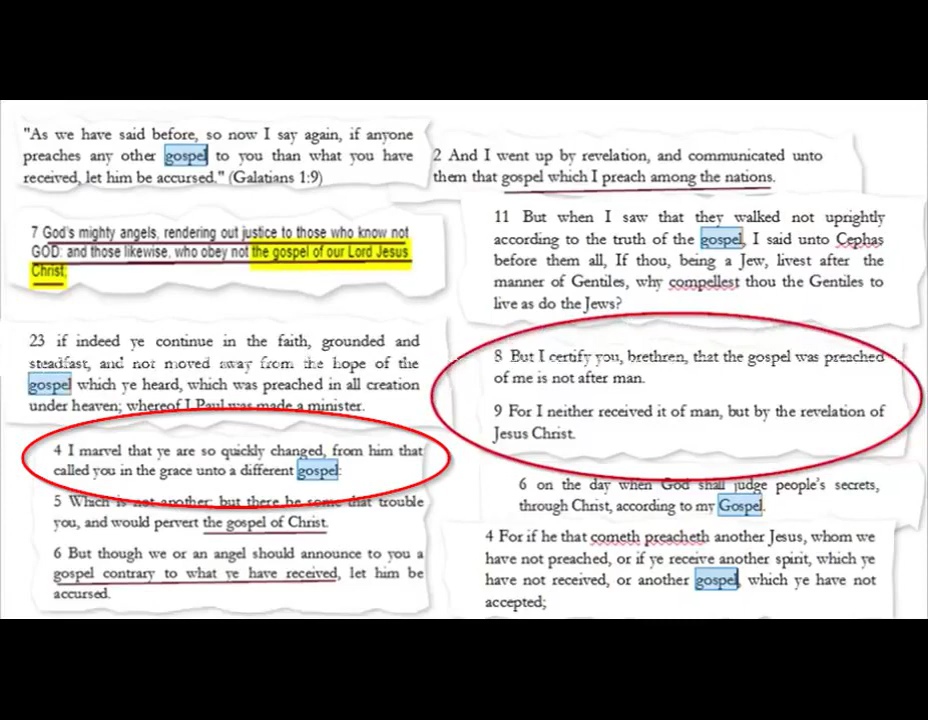 "As we have said before, so now I say again, if anyone
preaches any other gospel to you than what you have
received, let him be accursed." (Galatians 1:9)
7 God's mighty angels, rendering out justice to those who know not
GOD: and those likewise, who obey not the gospel of our Lord Jesus
Christ;
23 if indeed ye continue in the faith, grounded and
steadfast, and not moved away from the hope of the
gospel which ye heard, which was preached in all creation
under heaven; whereof I Paul was made a minister.
4 I marvel that ye are so quickly changed, from him that
called you in the grace unto a different gospel:
5 Which is not another: but there be some that trouble
you, and would pervert the gospel of Christ.
6 But though we or an angel should announce to you a
gospel contrary to what ye have received, let him be
accursed.
2 And I went up by revelation, and communicated unto
them that gospel which I preach among the nations.
11 But when I saw that they walked not uprightly
according to the truth of the gospel, I said unto Cephas
before them all, If thou, being a Jew, livest after the
manner of Gentiles, why compellest thou the Gentiles to
live as do the Jews?
8 But I certify you, brethren, that the gospel was preached
of me is not after man.
9 For I neither received it of man, but by the revelation of
Jesus Christ.
6 on the day when God shall judge people's secrets,
through Christ, according to my Gospel.
4 For if he that cometh preacheth another Jesus, whom we
have not preached, or if ye receive another spirit, which ye
have not received, or another gospel, which ye have not
accepted;